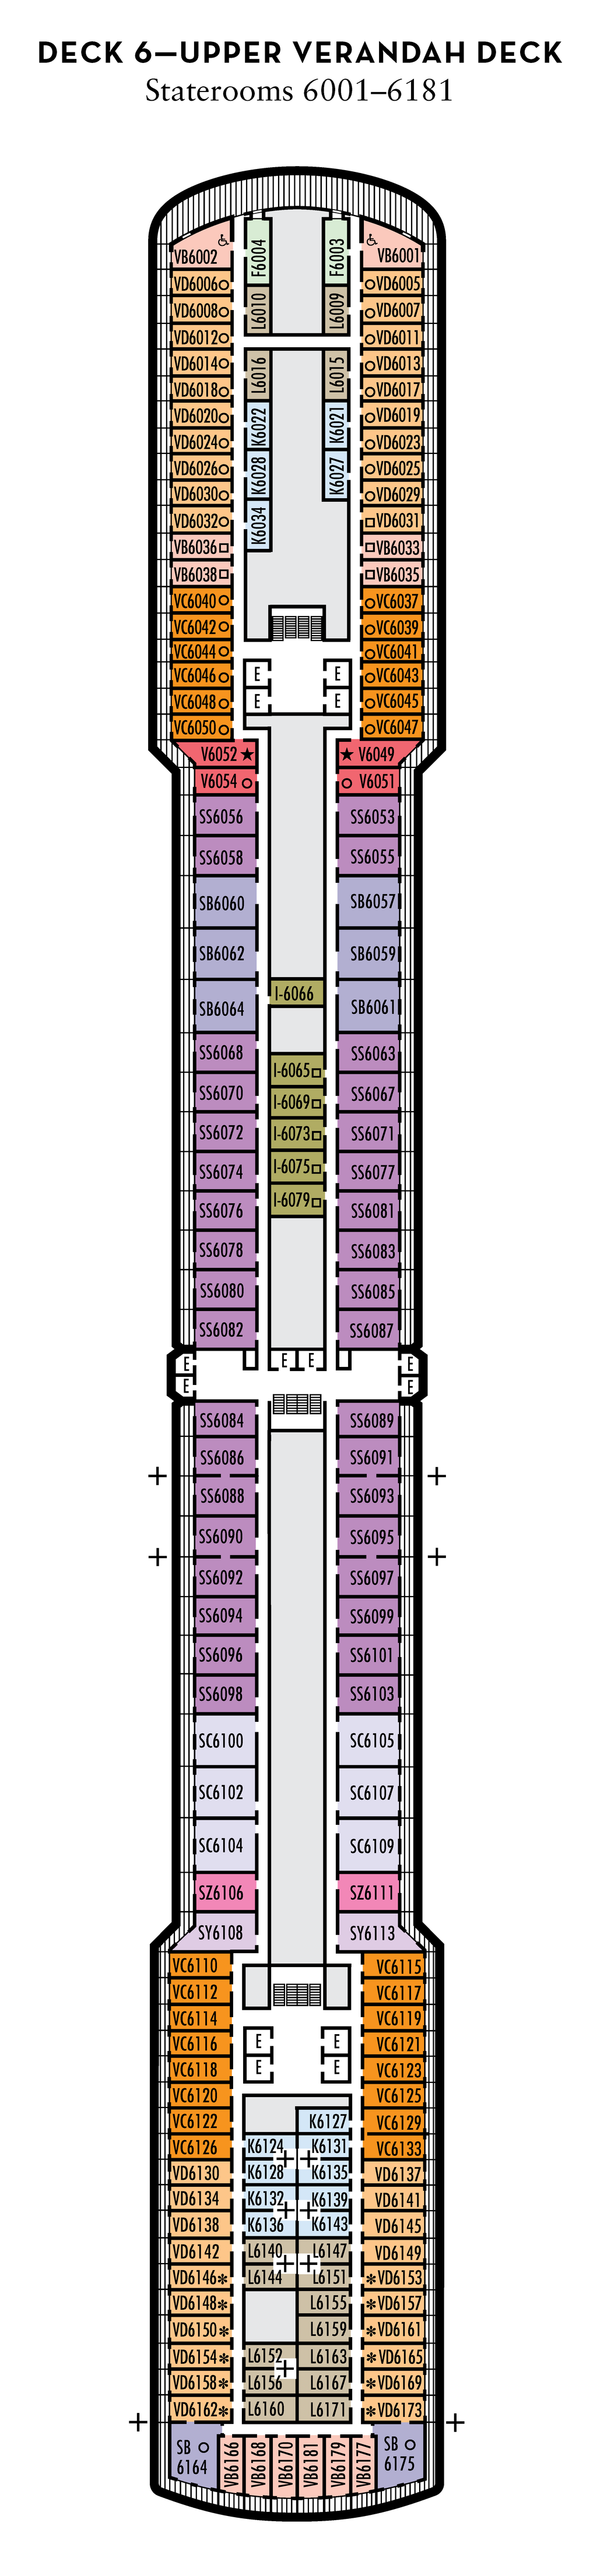 DECK 6—UPPER VERANDAH DECK
Staterooms 6001–6181
VB6002 F6004 F6003 VB6001
VD6006 VD6005
VD6008 L6010 L6009 VD6007
VD6012 VD6011
VD6014 L6016 L6015 VD6013
VD6018 VD6017
VD6020 K6022 K6021 VD6019
VD6024 VD6023
VD6026 K6028 K6027 VD6025
VD6030 VD6029
VD6032 K6034 VD6031
VB6036 VB6033
VB6038 VB6035
VC6040 VC6037
VC6042 VC6039
VC6044 VC6041
VC6046 E E VC6043
VC6048 E E VC6045
VC6050 VC6047
V6052 V6049
V6054 V6051
SS6056 SS6053
SS6058 SS6055
SB6060 SB6057
SB6062 SB6059
I-6066
SB6064 SB6061
SS6068 SS6063
I-6065
SS6070 I-6069 SS6067
SS6072 I-6073 SS6071
SS6074 I-6075 SS6077
SS6076 I-6079 SS6081
SS6078 SS6083
SS6080 SS6085
SS6082 SS6087
E E E E
E E
SS6084 SS6089
SS6086 SS6091
SS6088 SS6093
SS6090 SS6095
SS6092 SS6097
SS6094 SS6099
SS6096 SS6101
SS6098 SS6103
SC6100 SC6105
SC6102 SC6107
SC6104 SC6109
SZ6106 SZ6111
SY6108 SY6113
VC6110 VC6115
VC6112 VC6117
VC6114 VC6119
VC6116 E E VC6121
VC6118 E E VC6123
VC6120 VC6125
VC6122 K6127 VC6129
VC6126 K6124 K6131 VC6133
VD6130 K6128 K6135 VD6137
VD6134 K6132 K6139 VD6141
VD6138 K6136 K6143 VD6145
VD6142 L6140 L6147 VD6149
VD6146 L6144 L6151 VD6153
VD6148 L6155 VD6157
VD6150 L6159 VD6161
VD6154 L6152 L6163 VD6165
VD6158 L6156 L6167 VD6169
VD6162 L6160 L6171 VD6173
SB 6164 VB6166 VB6168 VB6170 VB6181 VB6179 VB6177 SB 6175